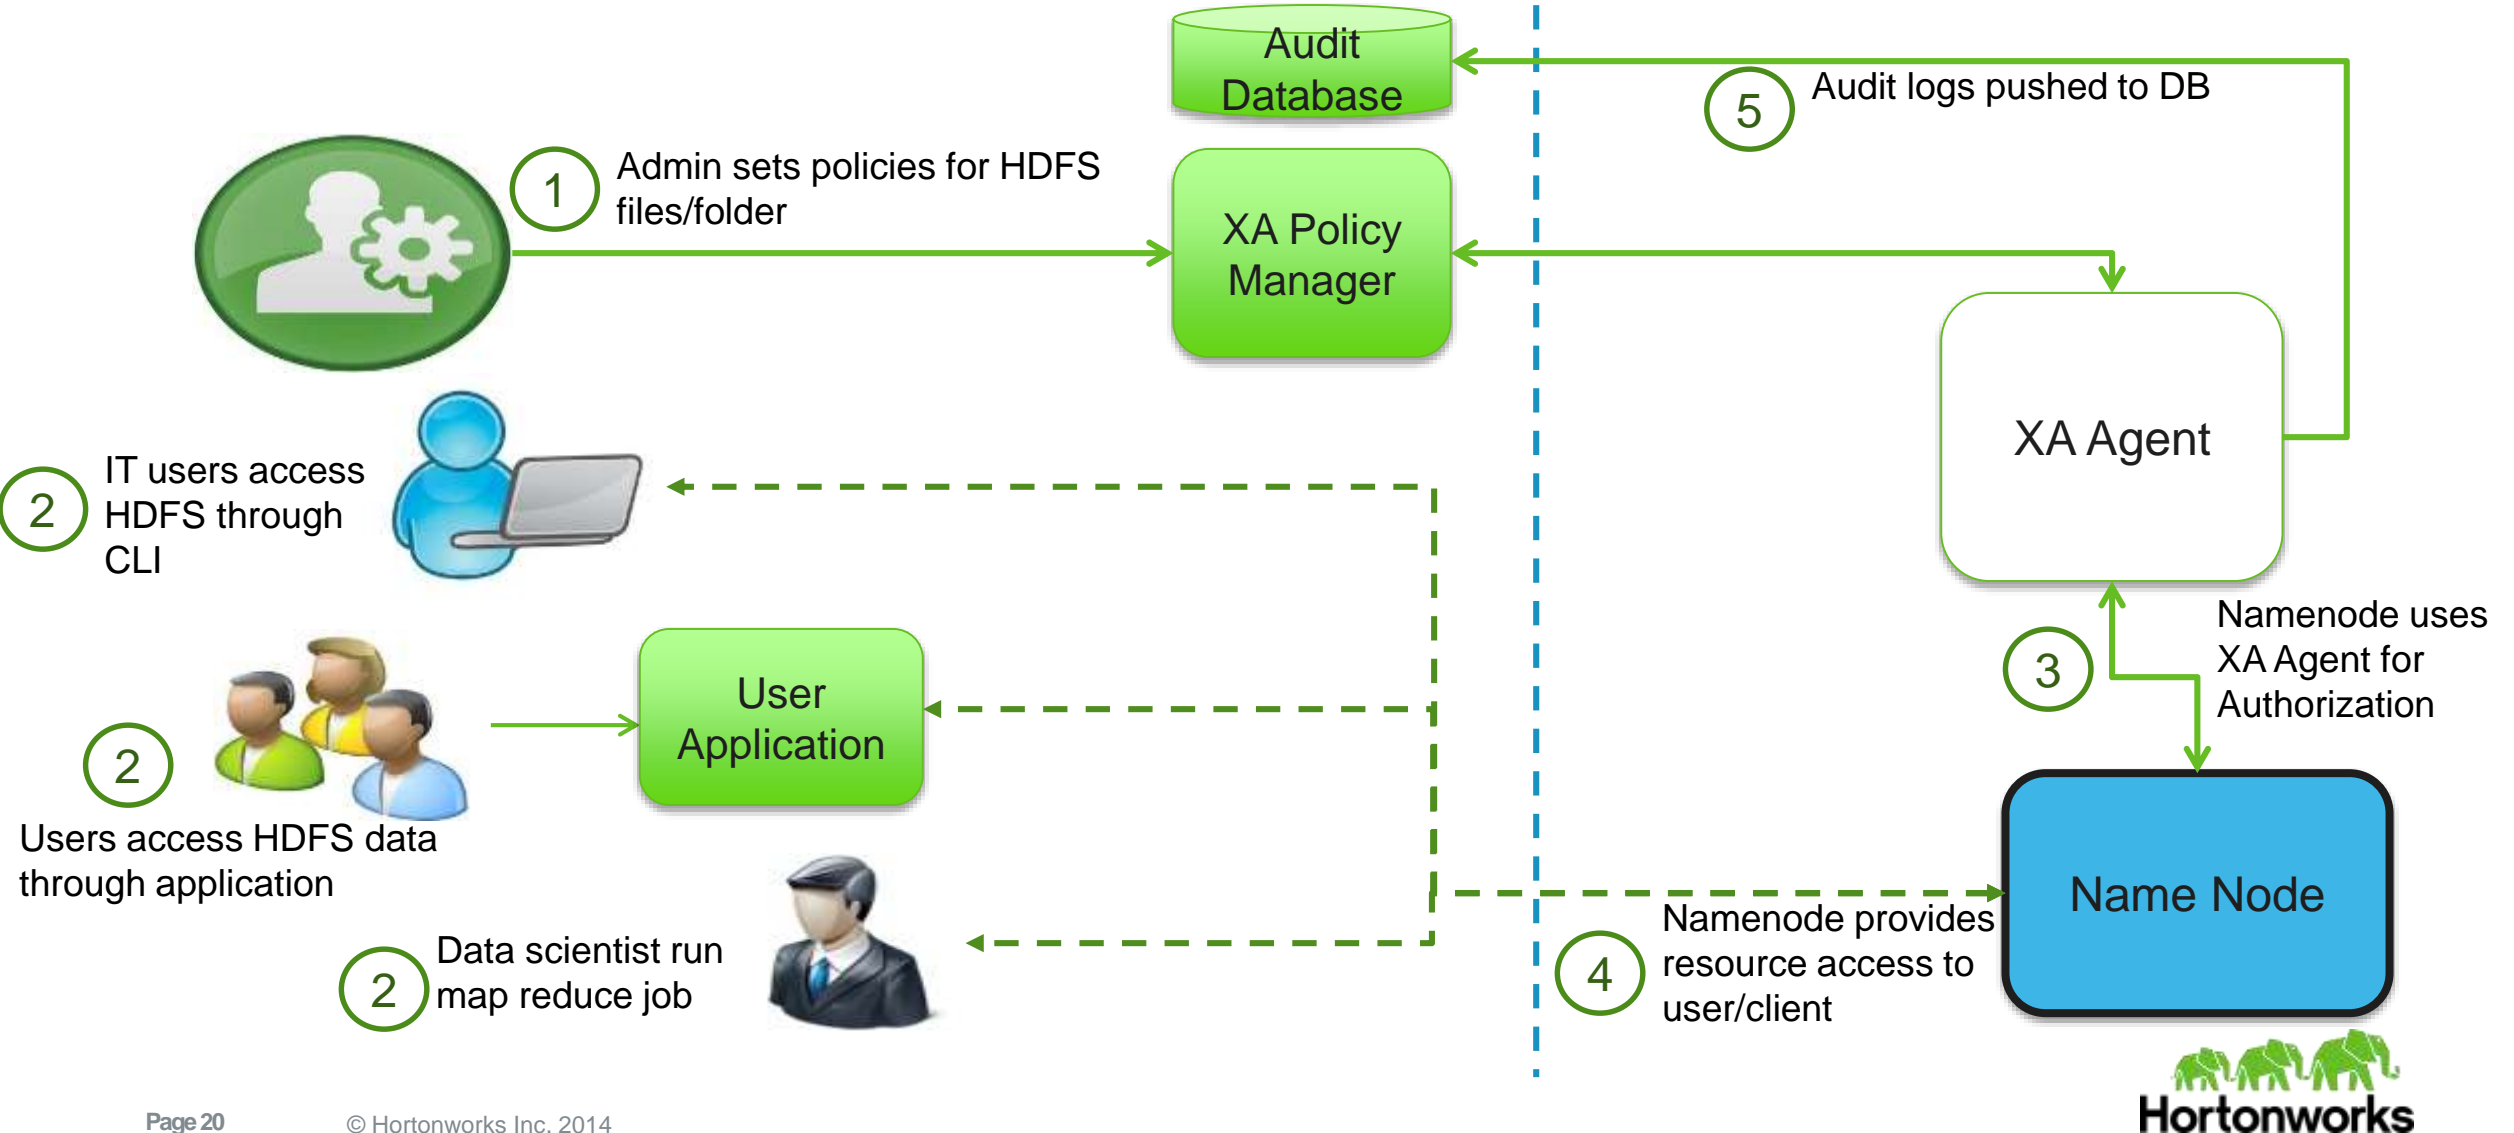 Audit
Database
5
Audit logs pushed to DB
1
Admin sets policies for HDFS
files/folder
XA Policy
Manager
XA Agent
2
IT users access
HDFS through
CLI
3
Namenode uses
XA Agent for
Authorization
User
Application
2
Users access HDFS data
through application
Name Node
4
Namenode provides
resource access to
user/client
2
Data scientist run
map reduce job
Hortonworks
Page 20
© Hortonworks Inc. 2014